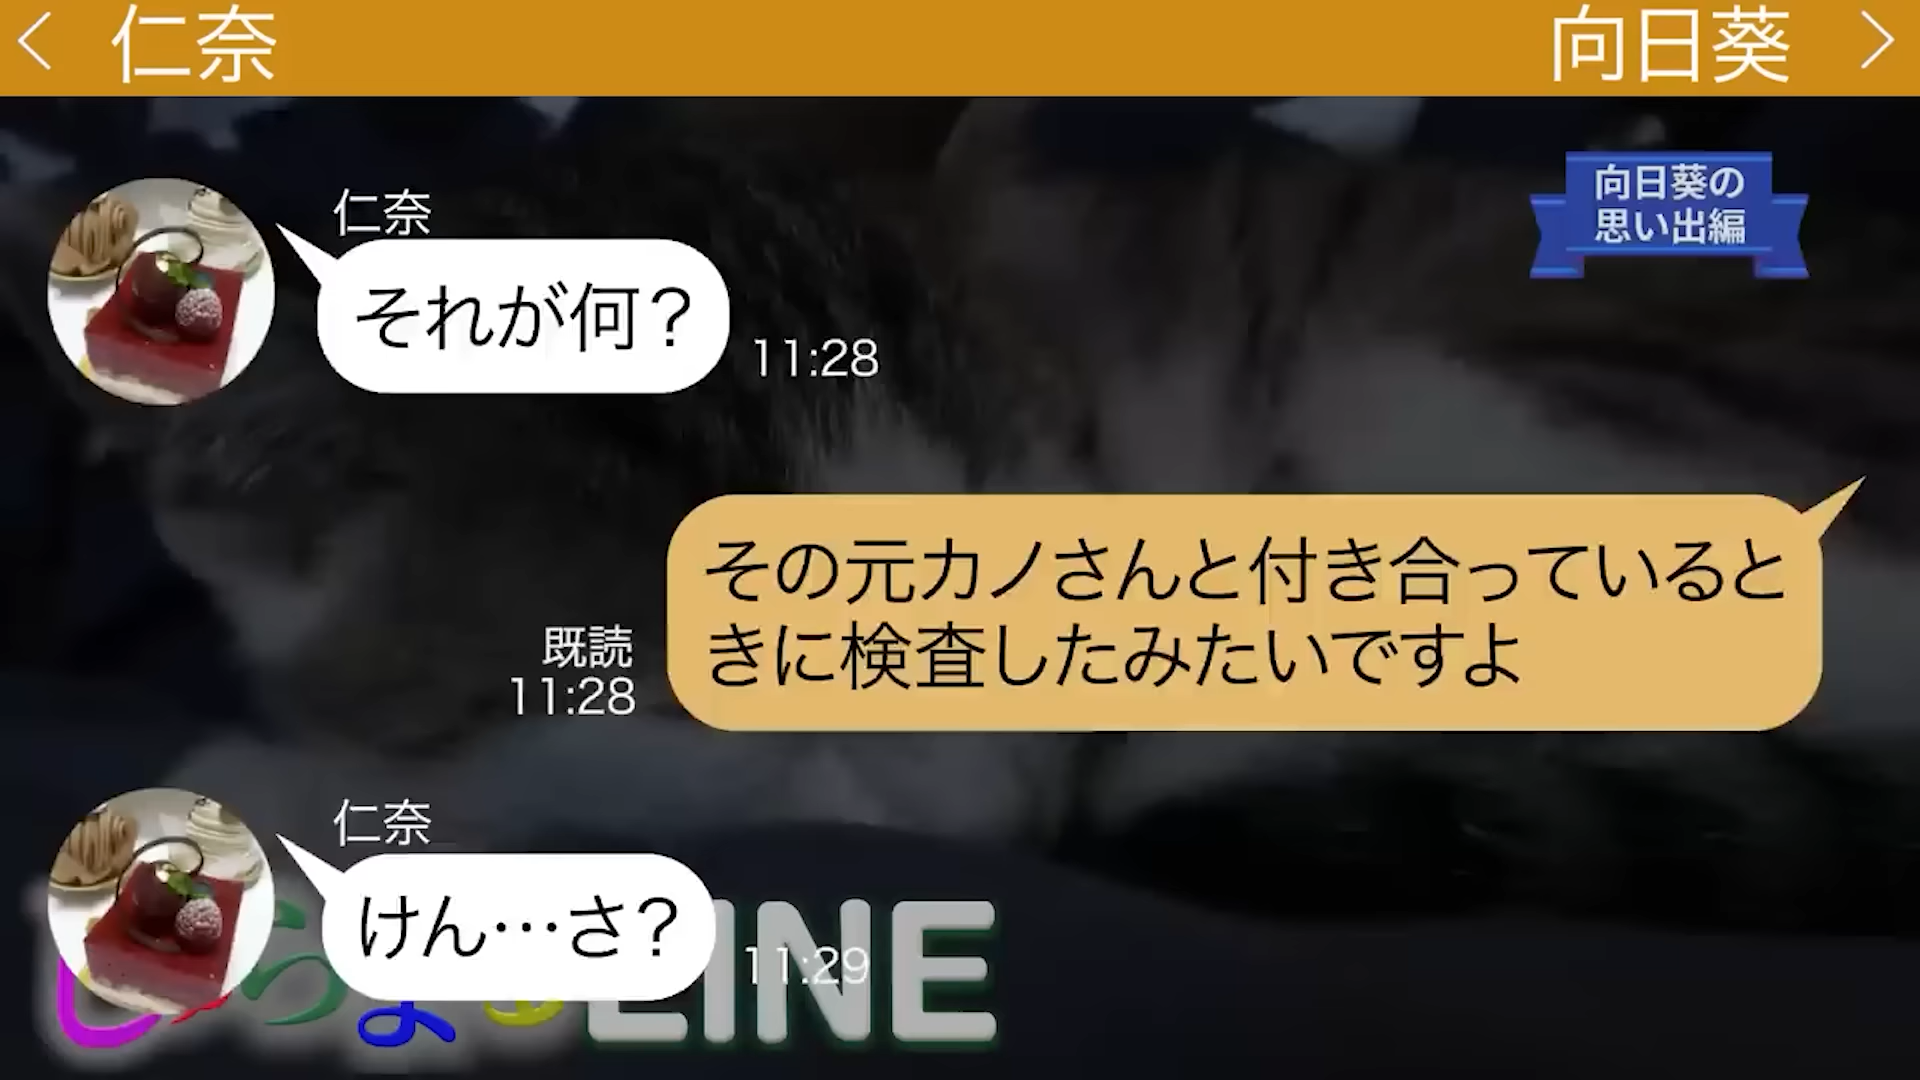 仁奈
向日葵
向日葵の
思い出編
仁奈
それが何？
11:28
その元カノさんと付き合っていると
きに検査したみたいですよ
既読
11:28
仁奈
けん…さ？
11:29
LINE